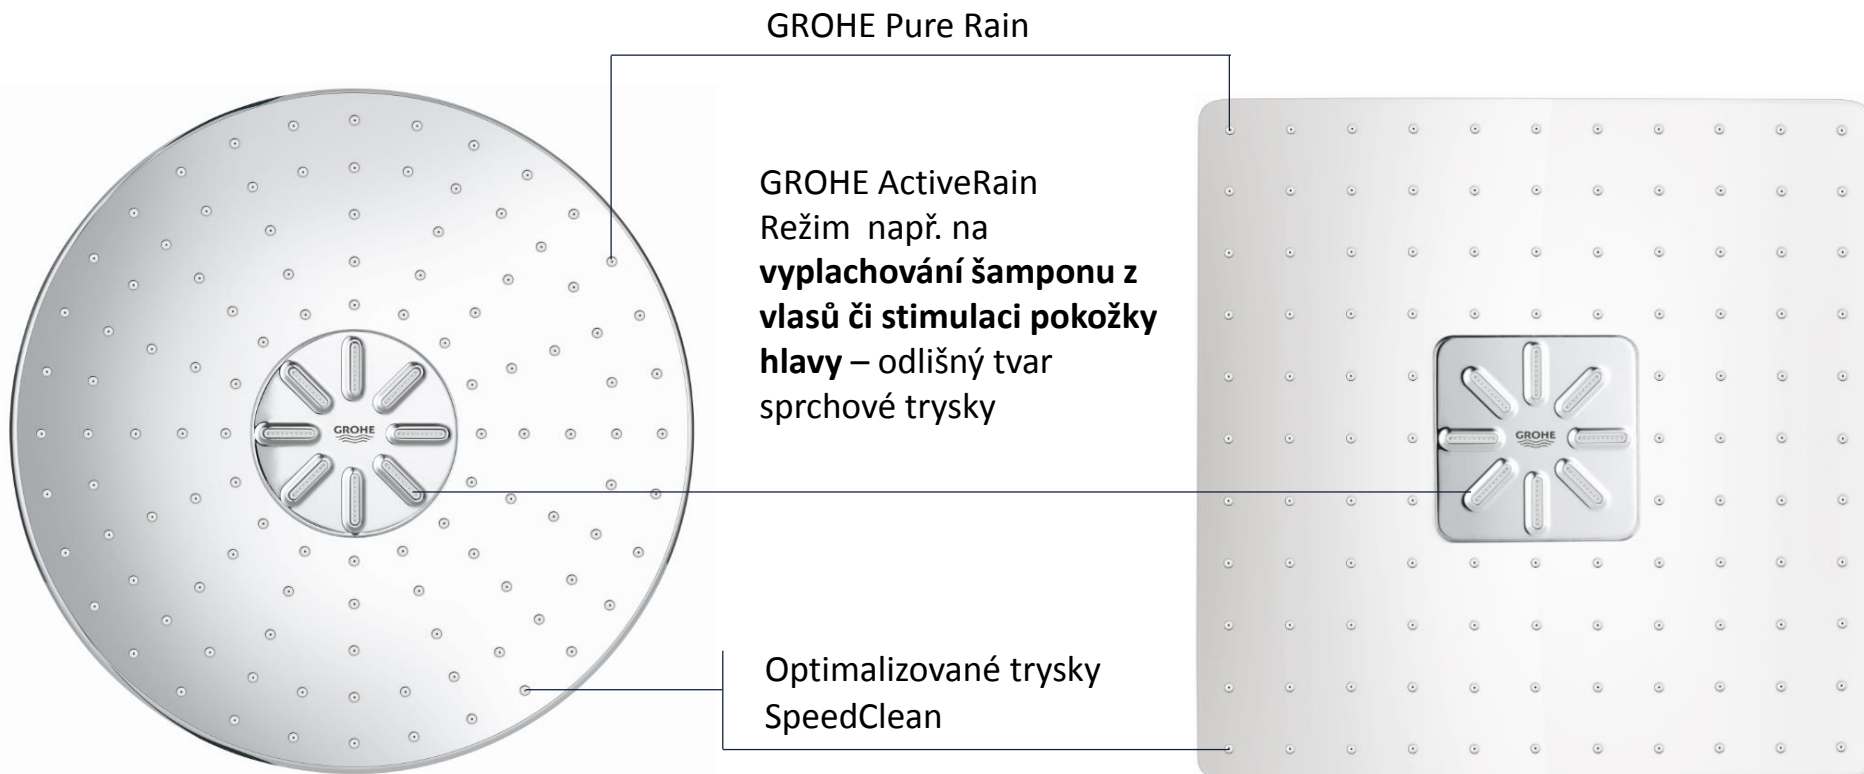 GROHE Pure Rain
GROHE ActiveRain
Režim  např. na
vyplachování šamponu z
vlasů či stimulaci pokožky
hlavy – odlišný tvar
sprchové trysky
GROHE
GROHE
Optimalizované trysky
SpeedClean